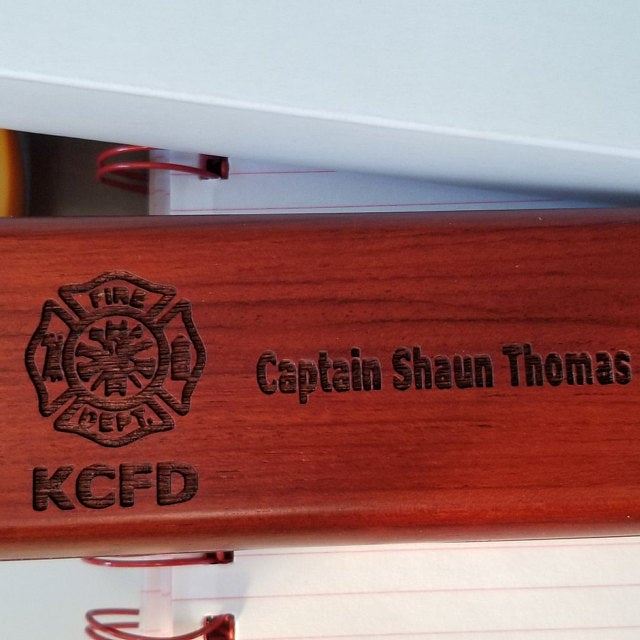 FIRE
DEPT.
KCFD
Captain Shaun Thomas